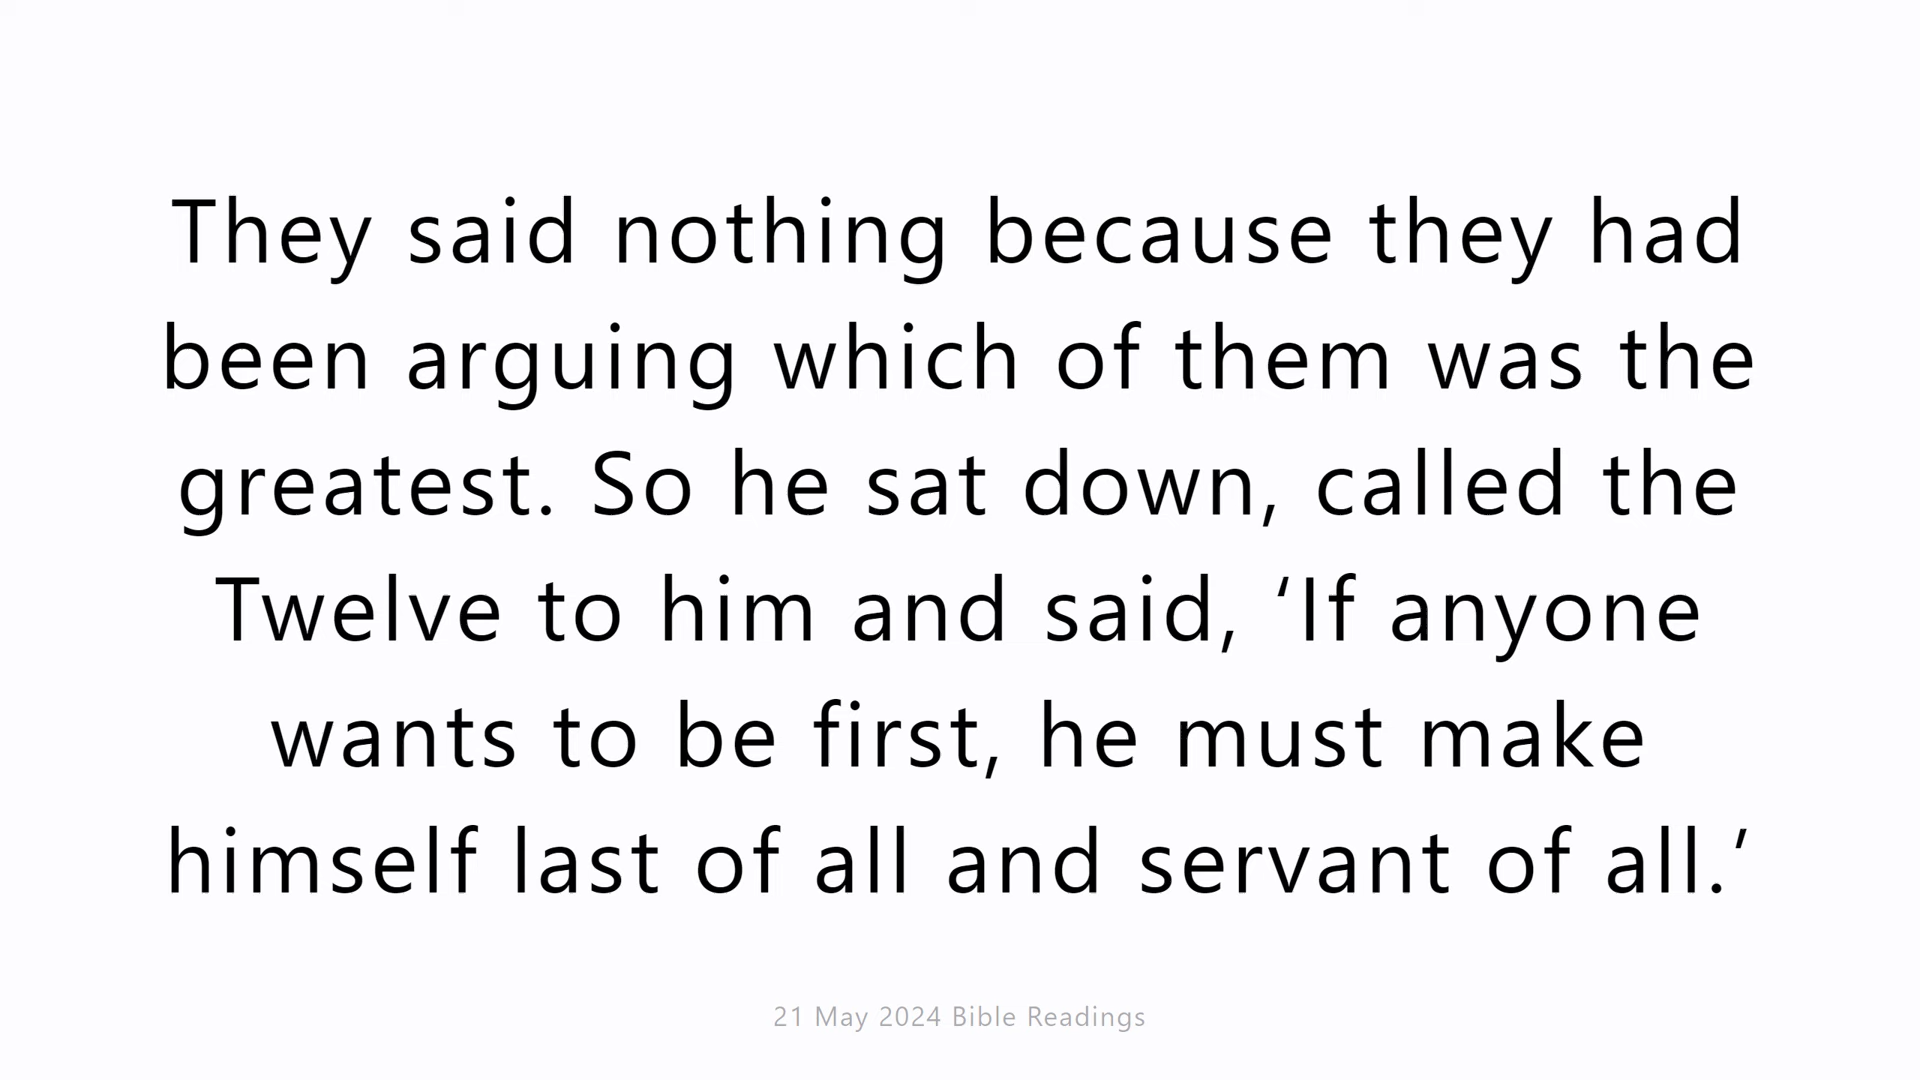 They said nothing because they had
been arguing which of them was the
greatest. So he sat down, called the
Twelve to him and said, ‘If anyone
wants to be first, he must make
himself last of all and servant of all.’
21 May 2024 Bible Readings